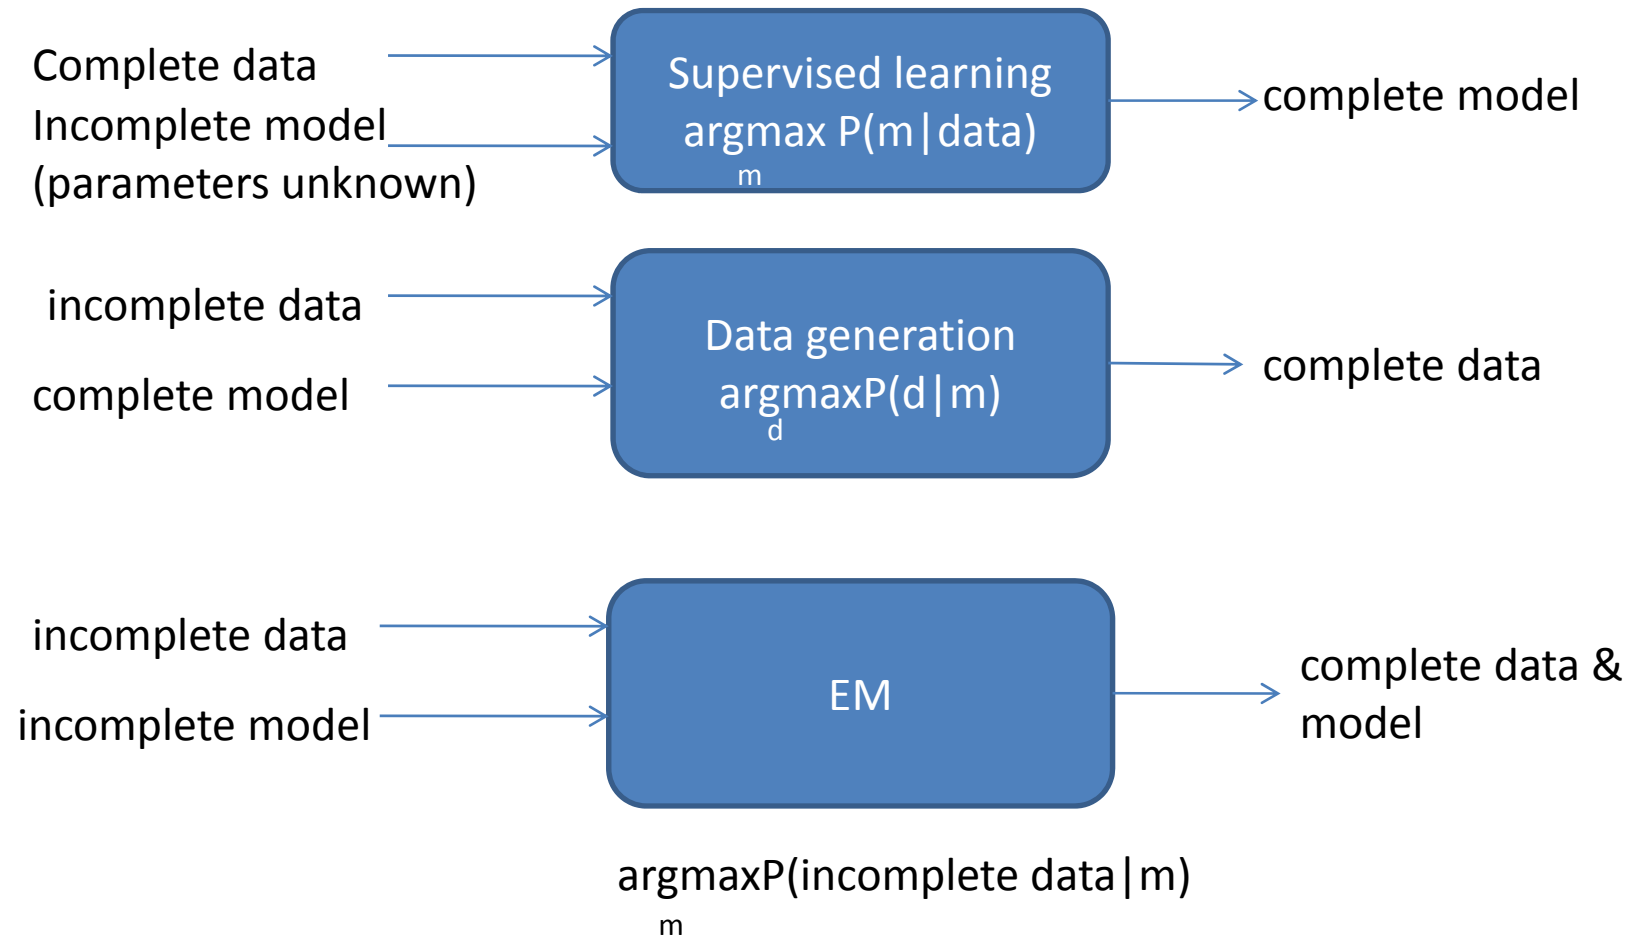 Complete data
Incomplete model
(parameters unknown)
Supervised learning
argmax P(m|data)
m
complete model
incomplete data
complete model
Data generation
argmaxP(d|m)
d
complete data
incomplete data
incomplete model
EM
complete data &
model
argmaxP(incomplete data|m)
m